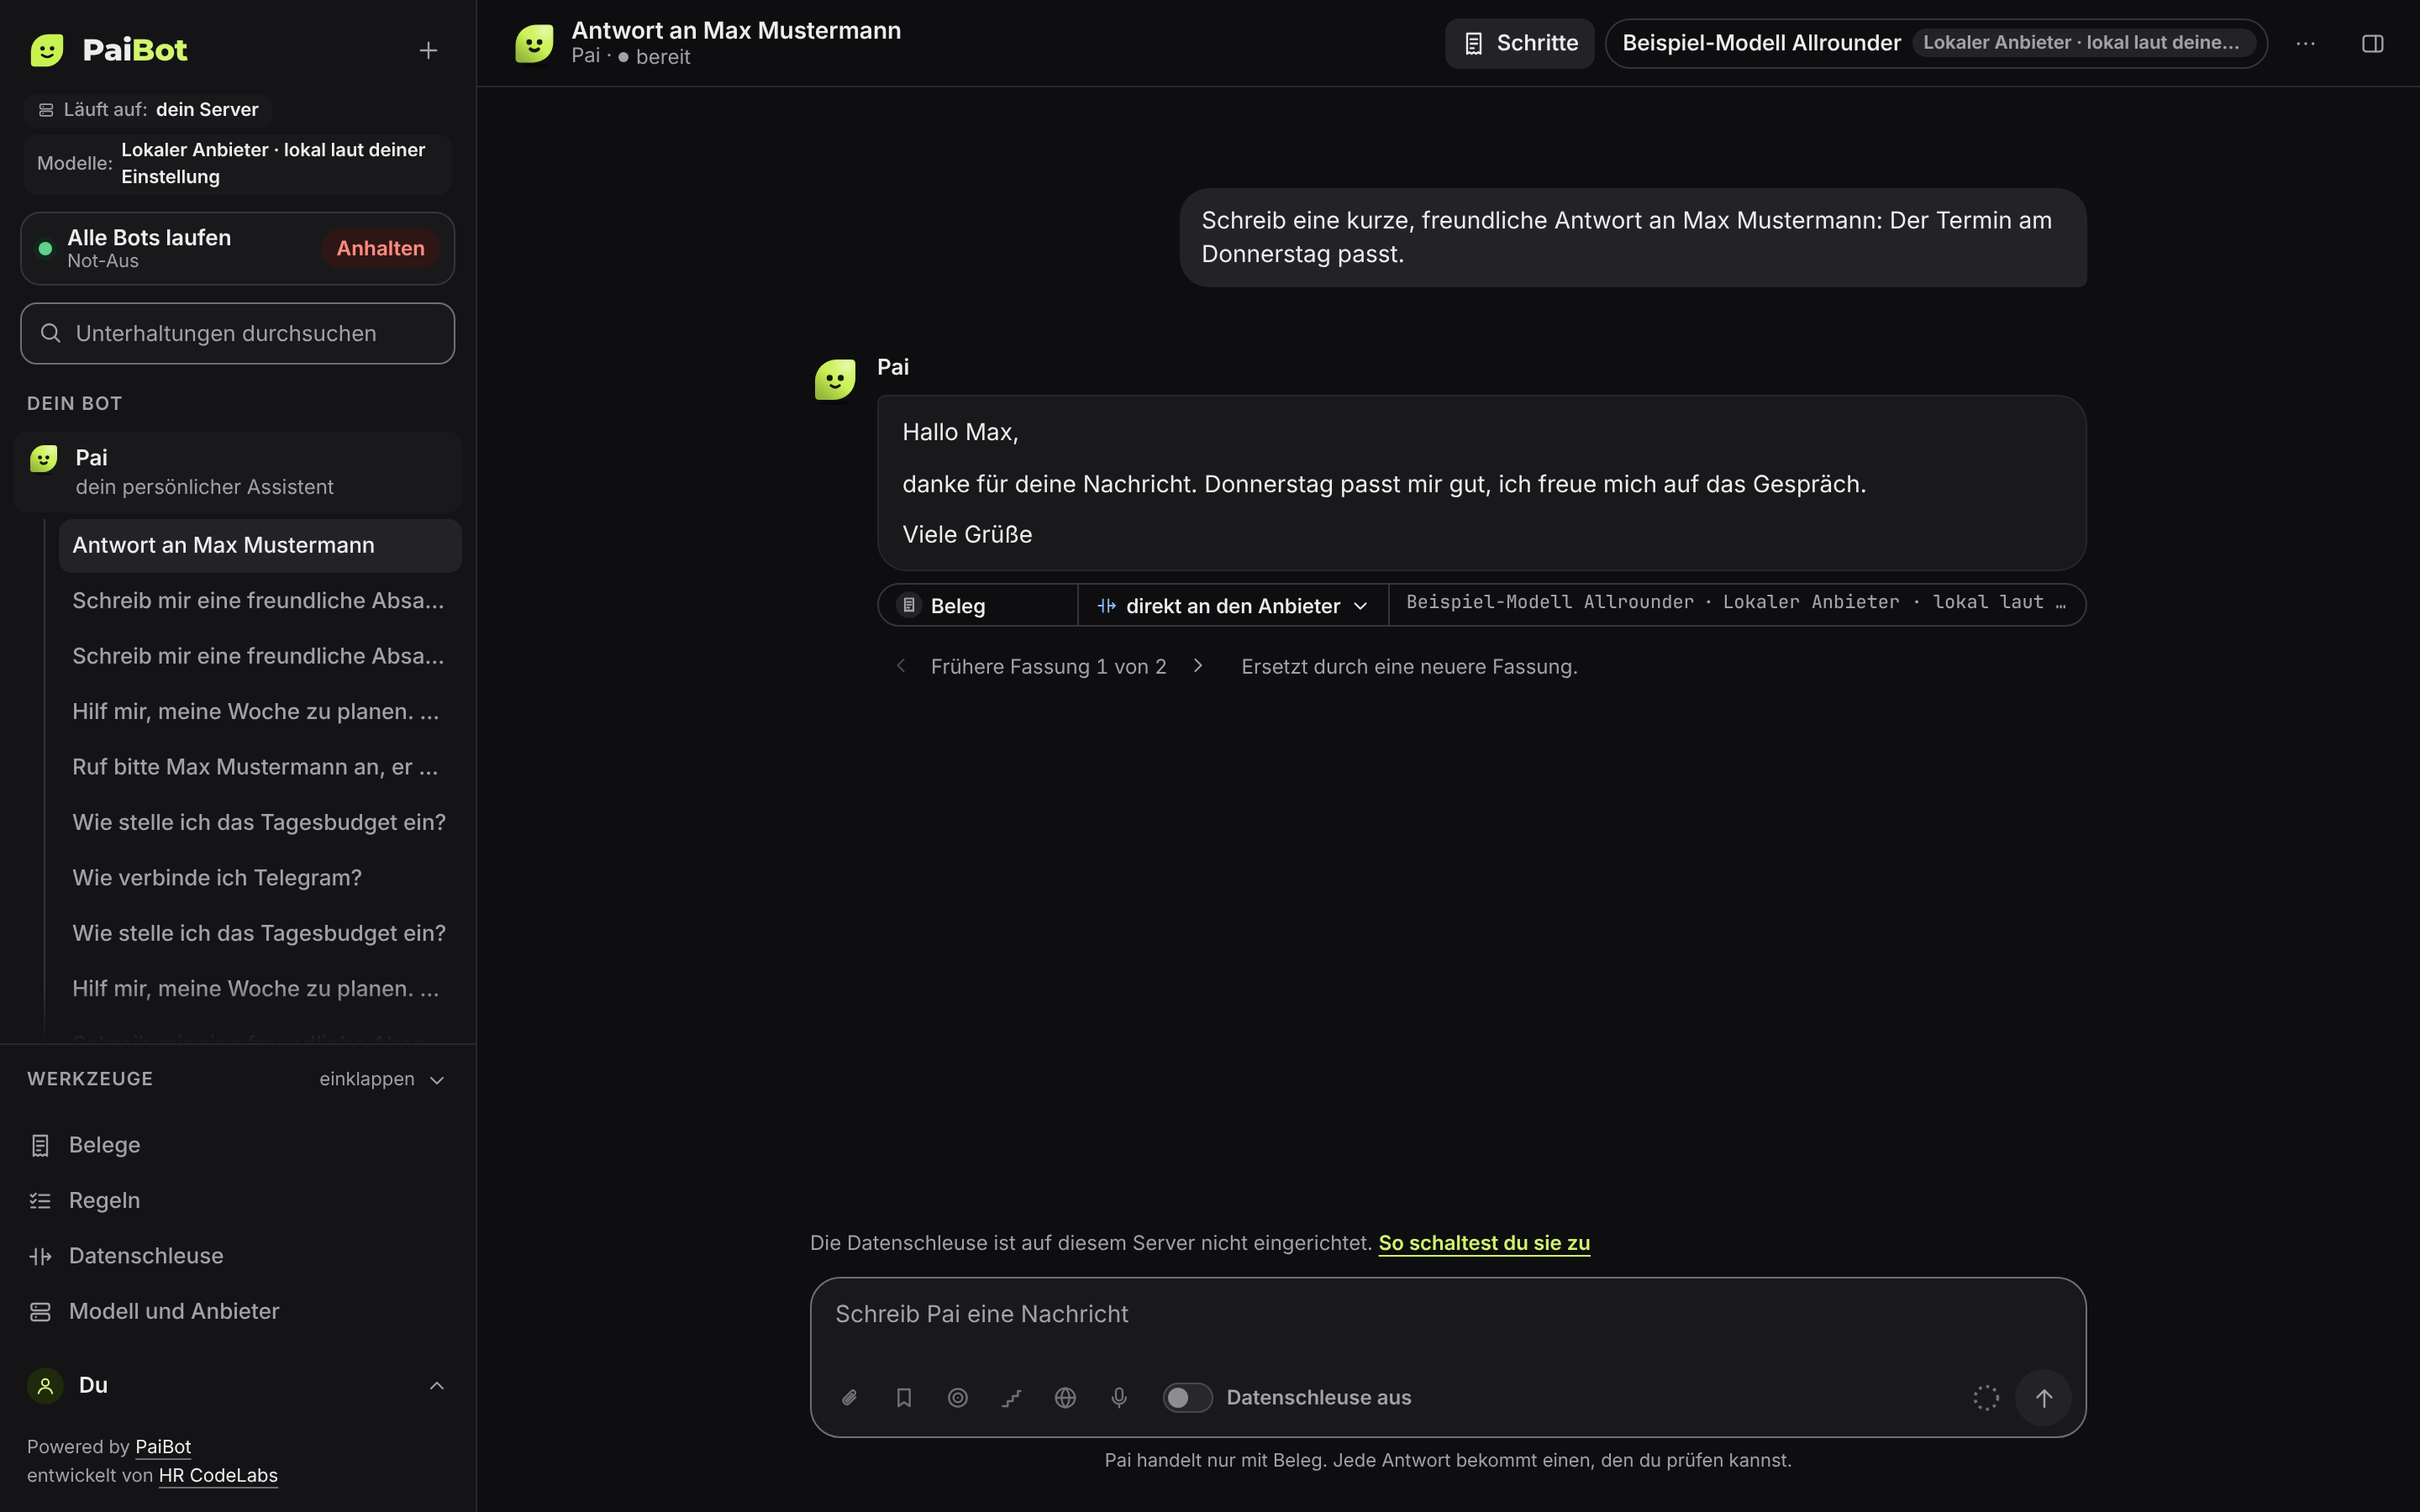 PaiBot
Läuft auf: dein Server
Modelle: Lokaler Anbieter · lokal laut deiner
Einstellung
Alle Bots laufen
Not-Aus
Anhalten
Unterhaltungen durchsuchen
DEIN BOT
Pai
dein persönlicher Assistent
Antwort an Max Mustermann
Schreib mir eine freundliche Absa…
Schreib mir eine freundliche Absa…
Hilf mir, meine Woche zu planen. …
Ruf bitte Max Mustermann an, er …
Wie stelle ich das Tagesbudget ein?
Wie verbinde ich Telegram?
Wie stelle ich das Tagesbudget ein?
Hilf mir, meine Woche zu planen. …
WERKZEUGE
einklappen
Belege
Regeln
Datenschleuse
Modell und Anbieter
Du
Powered by PaiBot
entwickelt von HR CodeLabs
Antwort an Max Mustermann
Pai · bereit
Schritte
Beispiel-Modell Allrounder
Lokaler Anbieter · lokal laut deine…
Schreib eine kurze, freundliche Antwort an Max Mustermann: Der Termin am
Donnerstag passt.
Pai
Hallo Max,
danke für deine Nachricht. Donnerstag passt mir gut, ich freue mich auf das Gespräch.
Viele Grüße
Beleg
direkt an den Anbieter
Beispiel-Modell Allrounder · Lokaler Anbieter · lokal laut …
Frühere Fassung 1 von 2
Ersetzt durch eine neuere Fassung.
Die Datenschleuse ist auf diesem Server nicht eingerichtet. So schaltest du sie zu
Schreib Pai eine Nachricht
Datenschleuse aus
Pai handelt nur mit Beleg. Jede Antwort bekommt einen, den du prüfen kannst.